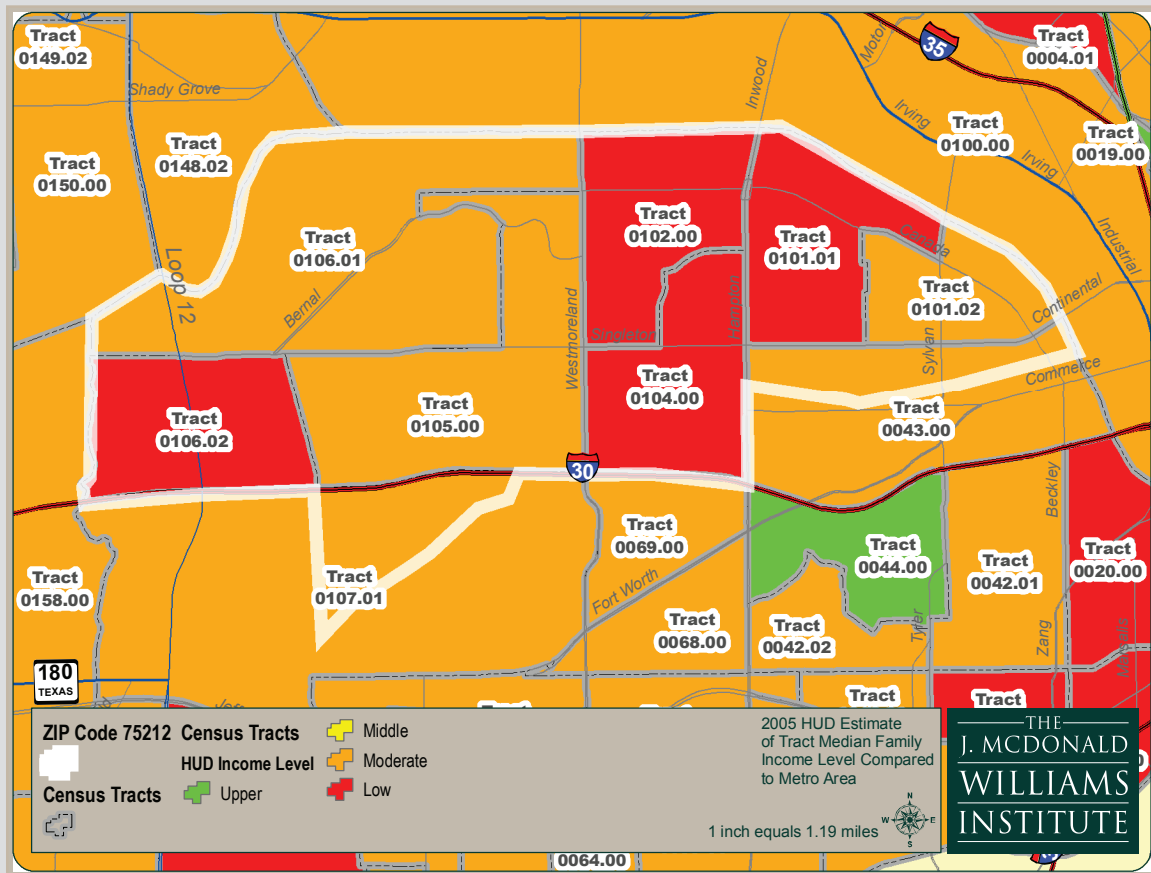 Tract
0149.02
Shady Grove
Tract
0148.02
Tract
0150.00
Loop 12
Tract
0106.01
Bernal
Inwood
Motor
35
Tract
0004.01
Irving
Tract
0100.00
Irving
Tract
0019.00
Industrial
Tract
0102.00
Tract
0101.01
Canada
Tract
0101.02
Continental
Westmoreland
Singleton
Hampton
Sylvan
Commerce
Tract
0106.02
Tract
0105.00
Tract
0104.00
Tract
0043.00
30
Beckley
Tract
0069.00
Tract
0044.00
Tract
0042.01
Tract
0020.00
Tract
0158.00
Tract
0107.01
Fort Worth
Tract
0068.00
Tract
0042.02
Tyler
Zang
180
TEXAS
Tract
Tract
ZIP Code 75212
Census Tracts
Census Tracts
HUD Income Level
Upper
Middle
Moderate
Low
2005 HUD Estimate
of Tract Median Family
Income Level Compared
to Metro Area
1 inch equals 1.19 miles
N
W
E
S
THE
J. MCDONALD
WILLIAMS
INSTITUTE
0064.00